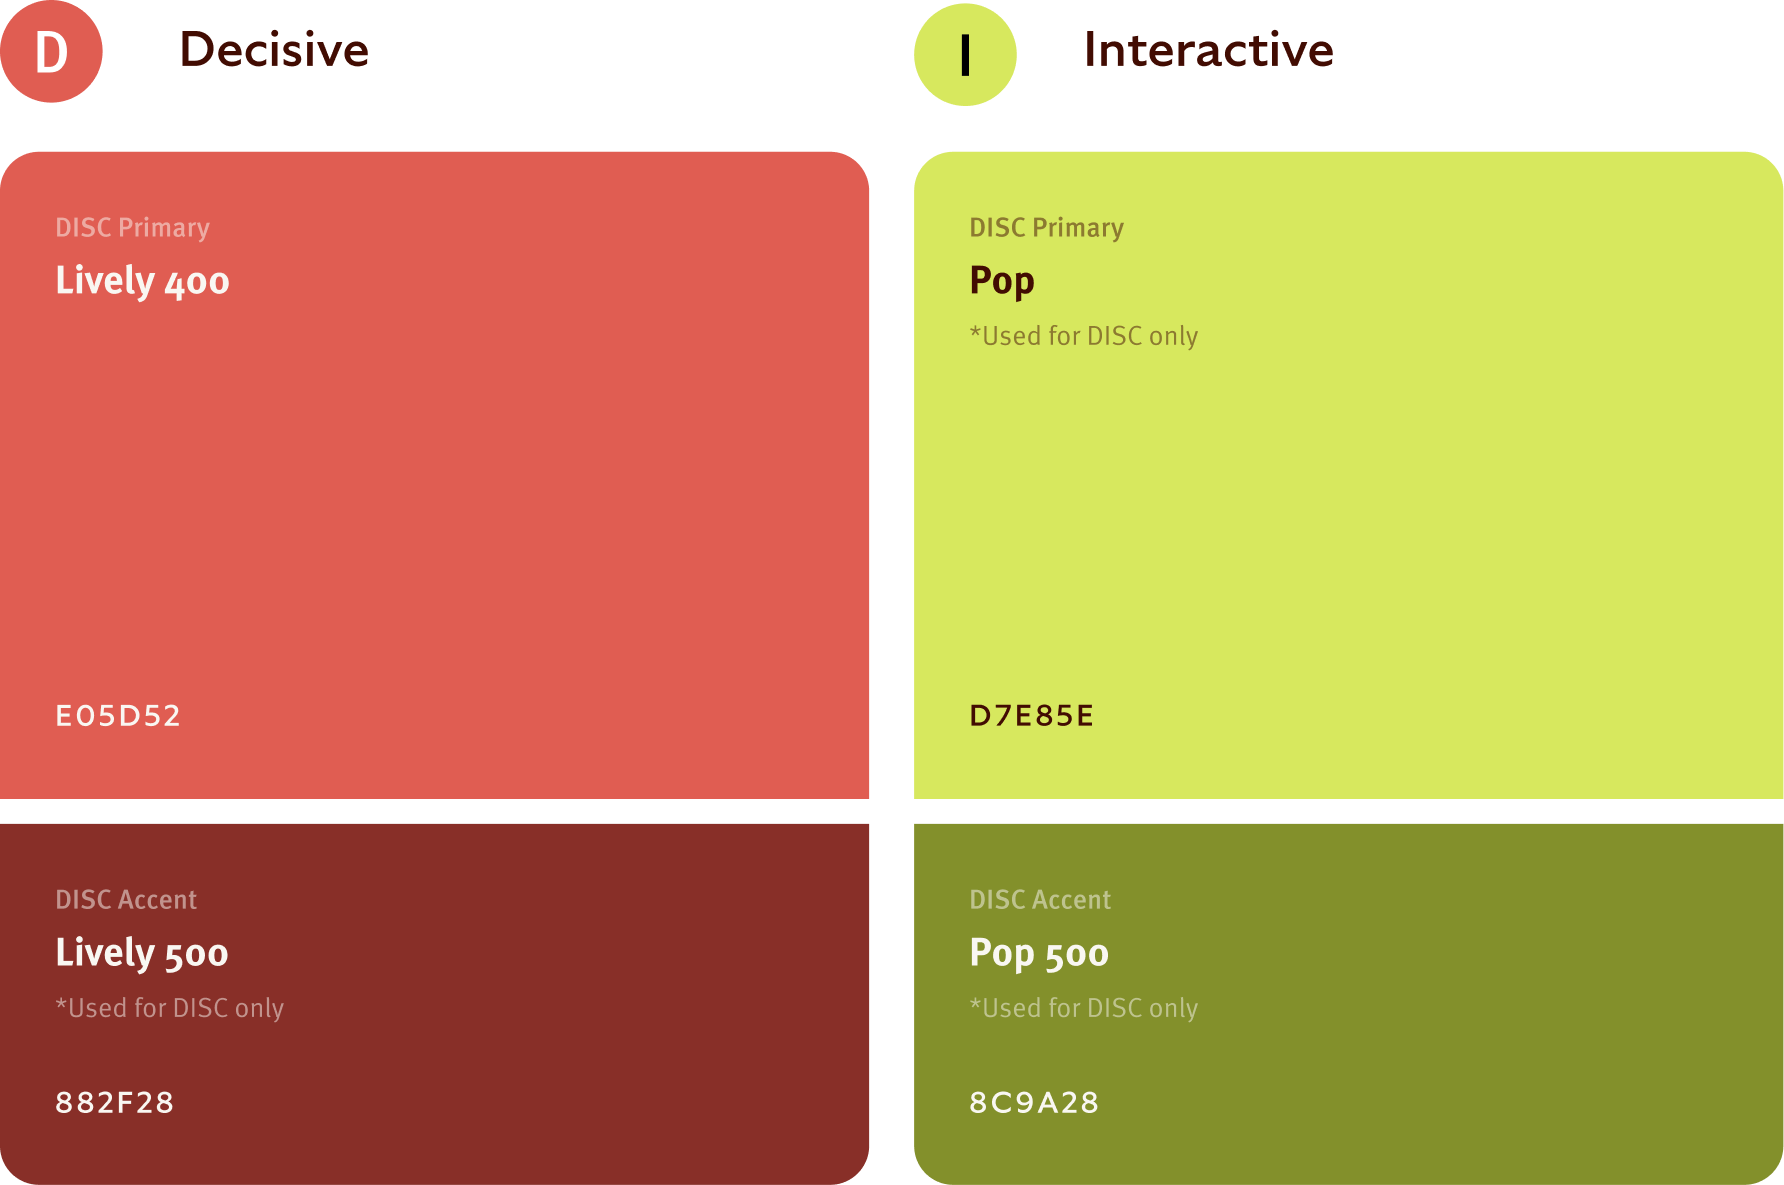 D
Decisive
DISC Primary
Lively 400
E05D52
DISC Accent
Lively 500
*Used for DISC only
882F28
I
Interactive
DISC Primary
Pop
*Used for DISC only
D7E85E
DISC Accent
Pop 500
*Used for DISC only
8C9A28